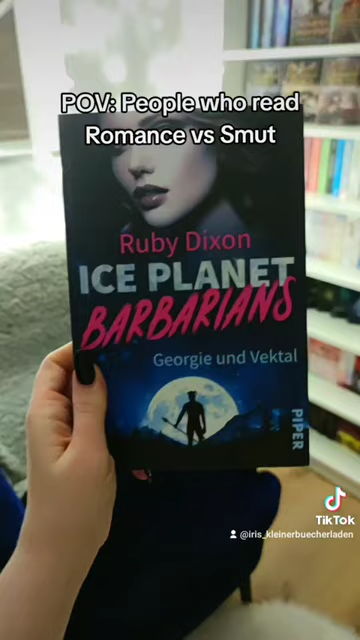 POV: People who read
Romance vs Smut
Ruby Dixon
ICE PLANET
BARBARIANS
Georgie und Vektal
PIPER
TikTok
@iris_kleinerbuecherladen